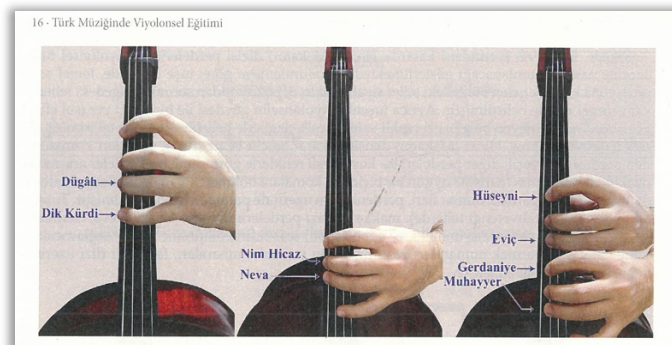 16 · Türk Müziğinde Viyolonsel Eğitimi
Dügâh
Dik Kürdi
Nim Hicaz
Neva
Hüseyni
Eviç
Gerdaniye
Muhayyer